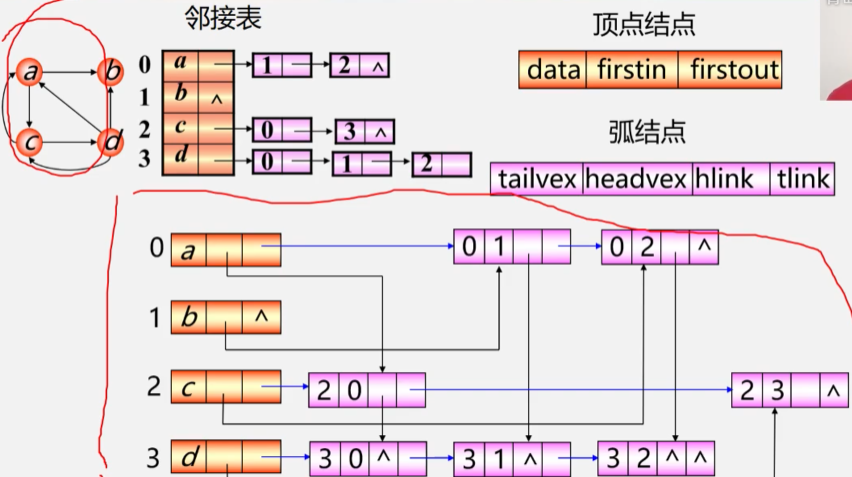 邻接表
顶点结点
a b
c d
0 a 1 2 ∧
1 b ∧
2 c 0 3 ∧
3 d 0 1 2
data firstin firstout
弧结点
tailvex headvex hlink tlink
0 a 0 1 0 2 ∧
1 b ∧
2 c 2 0 2 3 ∧
3 d 3 0 ∧ 3 1 ∧ 3 2 ∧ ∧